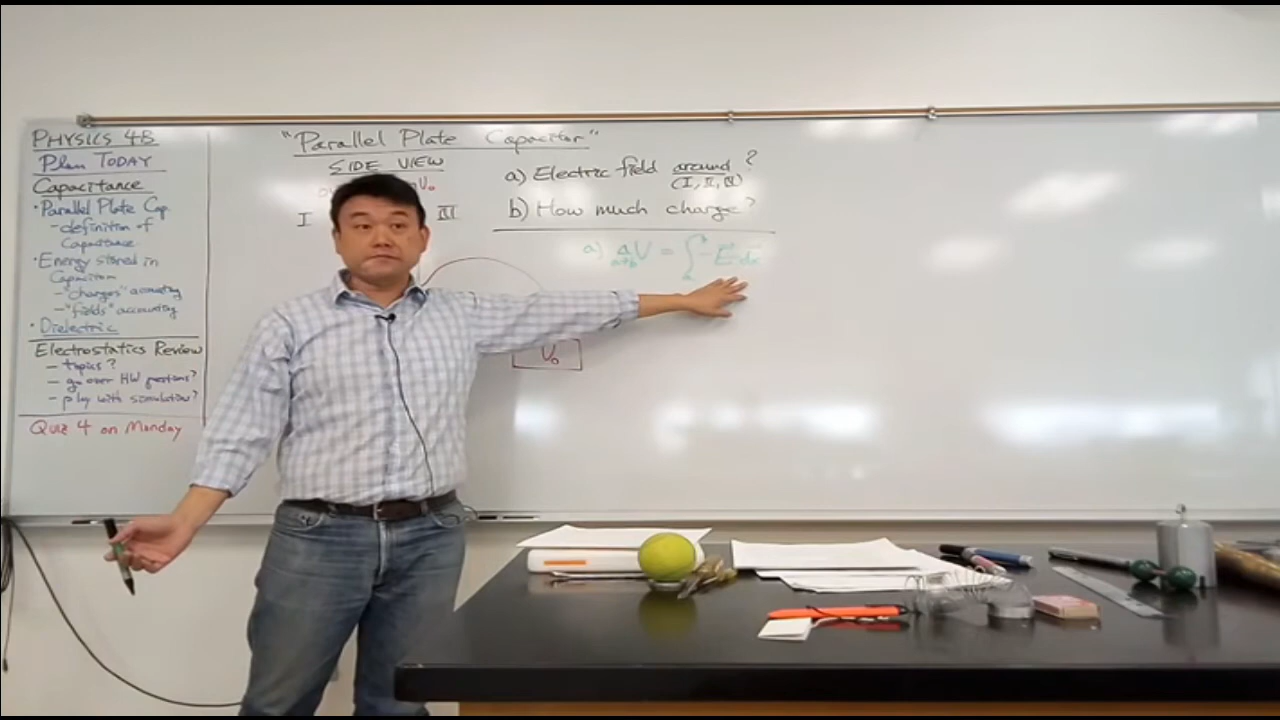 PHYSICS 4B
Plan TODAY
Capacitance
• Parallel Plate Cap.
- definition of
Capacitance
• Energy stored in
Capacitor
- "charges" accounting
- "fields" accounting
• Dielectric
Electrostatics Review
- topics?
- go over HW questions?
- play with simulation?
Quiz 4 on Monday
"Parallel Plate Capacitor"
SIDE VIEW
V₀
I III
a) Electric field around?
(I, II, III)
b) How much charge?
a) Δ V = ∫ - E · dx
a→b
V₀